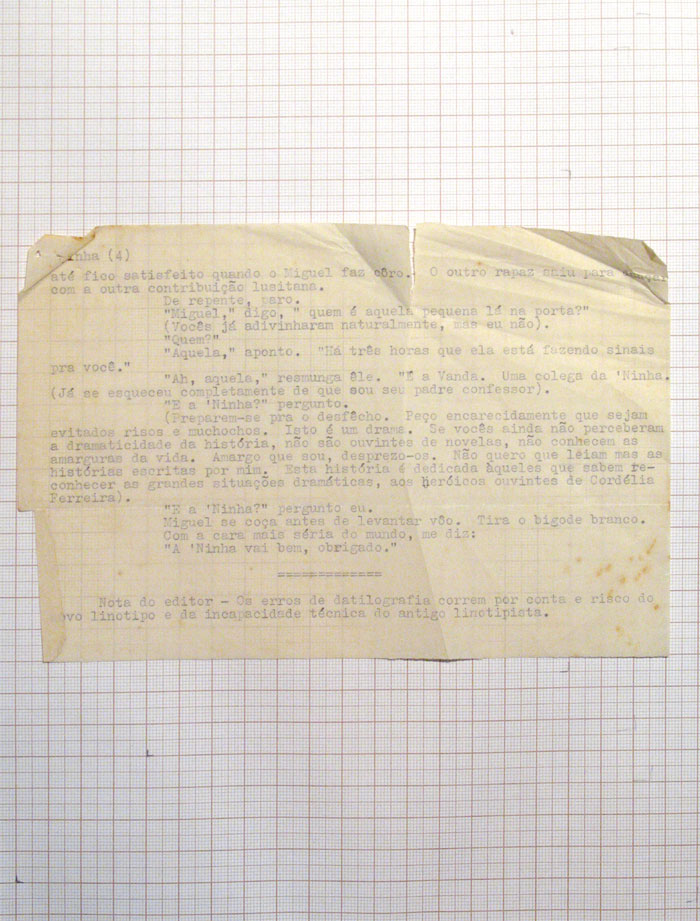 'Ninha (4)
até fico satisfeito quando o Miguel faz côro. O outro rapaz saiu para
com a outra contribuição lusitana.
De repente, paro.
"Miguel," digo, " quem é aquela pequena lá na porta?"
(Vocês já adivinharam naturalmente, mas eu não).
"Quem?"
"Aquela," aponto. "Há três horas que ela está fazendo sinais
pra você."
"Ah, aquela," resmunga êle. "É a Vanda. Uma colega da 'Ninha.
(Já se esqueceu completamente de que sou seu padre confessor).
"E a 'Ninha?" pergunto.
(Preparem-se pra o desfêcho. Peço encarecidamente que sejam
evitados risos e muchochos. Isto é um drama. Se vocês ainda não perceberam
a dramaticidade da história, não são ouvintes de novelas, não conhecem as
amarguras da vida. Amargo que sou, desprezo-os. Não quero que leiam mas as
histórias escritas por mim. Esta história é dedicada àqueles que sabem re-
conhecer as grandes situações dramáticas, aos heróicos ouvintes de Cordélia
Ferreira).
"E a 'Ninha?" pergunto eu.
Miguel se coça antes de levantar vôo. Tira o bigode branco.
Com a cara mais séria do mundo, me diz:
"A 'Ninha vai bem, obrigado."
=============
Nota do editor - Os erros de datilografia correm por conta e risco do
novo linotipo e da incapacidade técnica do antigo linotipista.